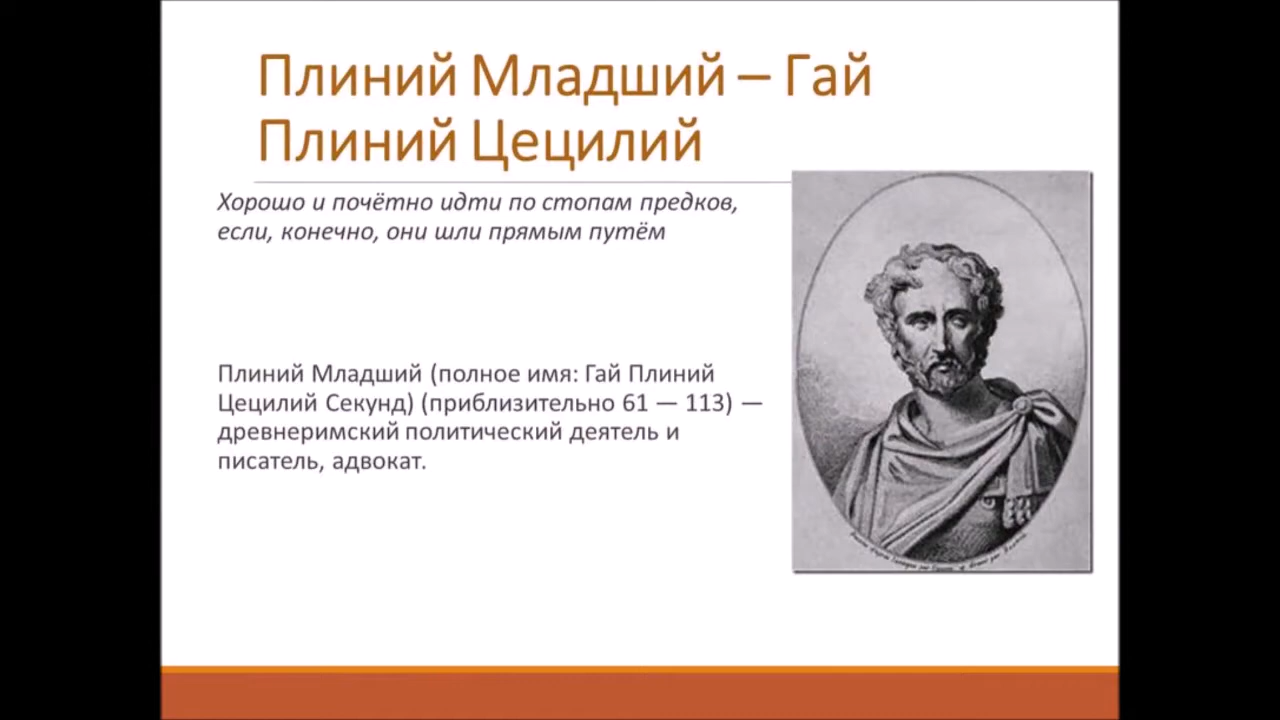 Плиний Младший – Гай
Плиний Цецилий
Хорошо и почётно идти по стопам предков,
если, конечно, они шли прямым путём
Плиний Младший (полное имя: Гай Плиний
Цецилий Секунд) (приблизительно 61 — 113) —
древнеримский политический деятель и
писатель, адвокат.